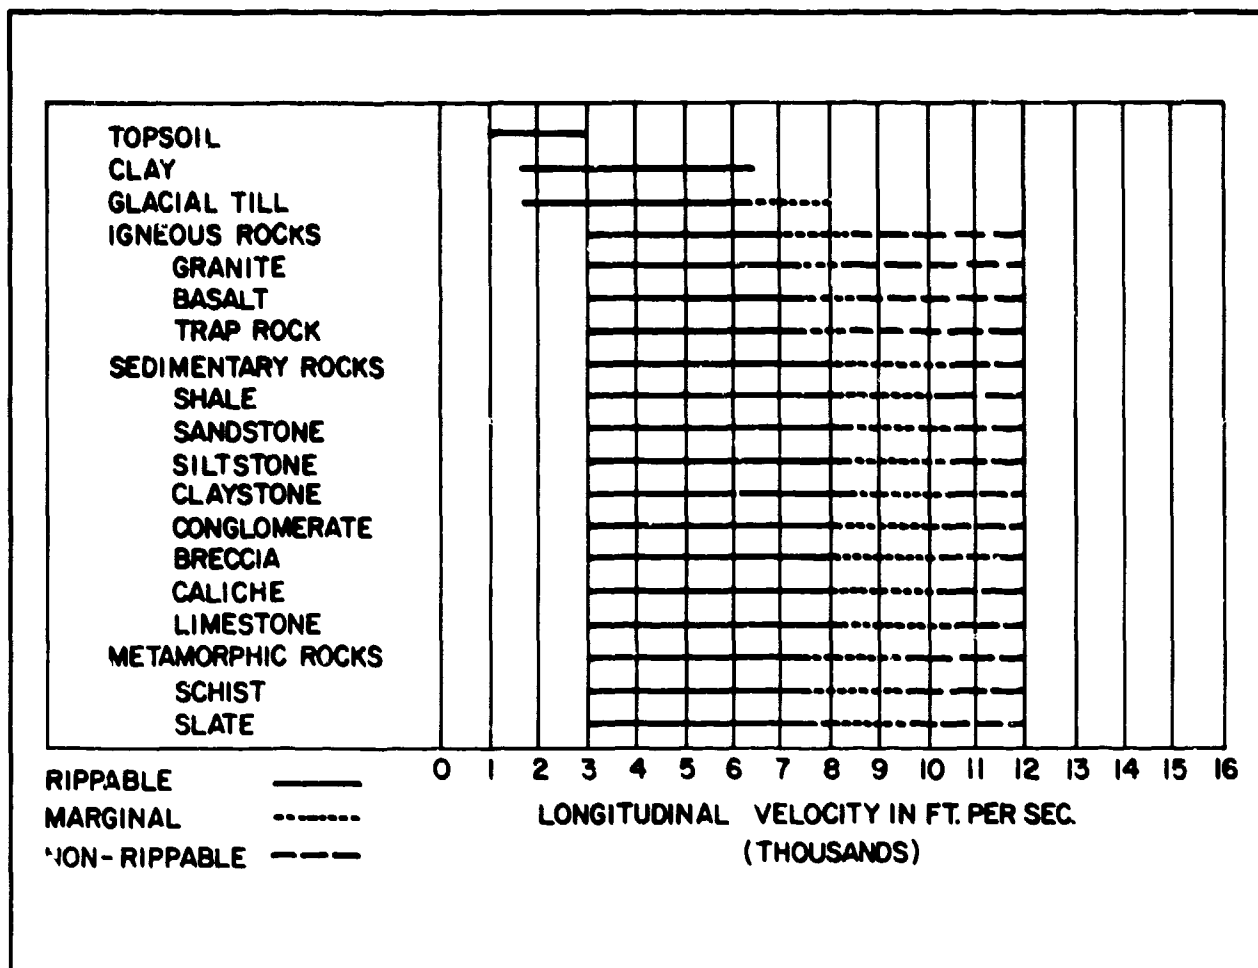 TOPSOIL
CLAY
GLACIAL TILL
IGNEOUS ROCKS
GRANITE
BASALT
TRAP ROCK
SEDIMENTARY ROCKS
SHALE
SANDSTONE
SILTSTONE
CLAYSTONE
CONGLOMERATE
BRECCIA
CALICHE
LIMESTONE
METAMORPHIC ROCKS
SCHIST
SLATE
0 1 2 3 4 5 6 7 8 9 10 11 12 13 14 15 16
RIPPABLE
MARGINAL
NON-RIPPABLE
LONGITUDINAL VELOCITY IN FT. PER SEC.
(THOUSANDS)